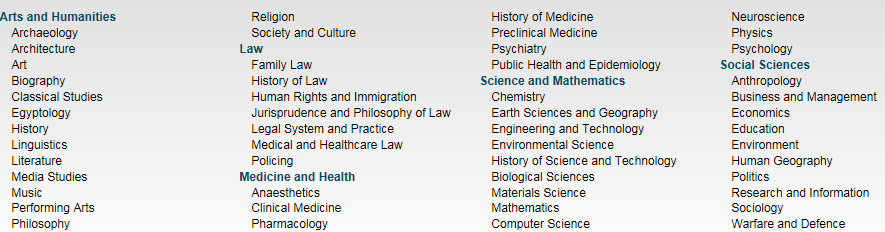 Arts and Humanities
Archaeology
Architecture
Art
Biography
Classical Studies
Egyptology
History
Linguistics
Literature
Media Studies
Music
Performing Arts
Philosophy
Religion
Society and Culture
Law
Family Law
History of Law
Human Rights and Immigration
Jurisprudence and Philosophy of Law
Legal System and Practice
Medical and Healthcare Law
Policing
Medicine and Health
Anaesthetics
Clinical Medicine
Pharmacology
History of Medicine
Preclinical Medicine
Psychiatry
Public Health and Epidemiology
Science and Mathematics
Chemistry
Earth Sciences and Geography
Engineering and Technology
Environmental Science
History of Science and Technology
Biological Sciences
Materials Science
Mathematics
Computer Science
Neuroscience
Physics
Psychology
Social Sciences
Anthropology
Business and Management
Economics
Education
Environment
Human Geography
Politics
Research and Information
Sociology
Warfare and Defence